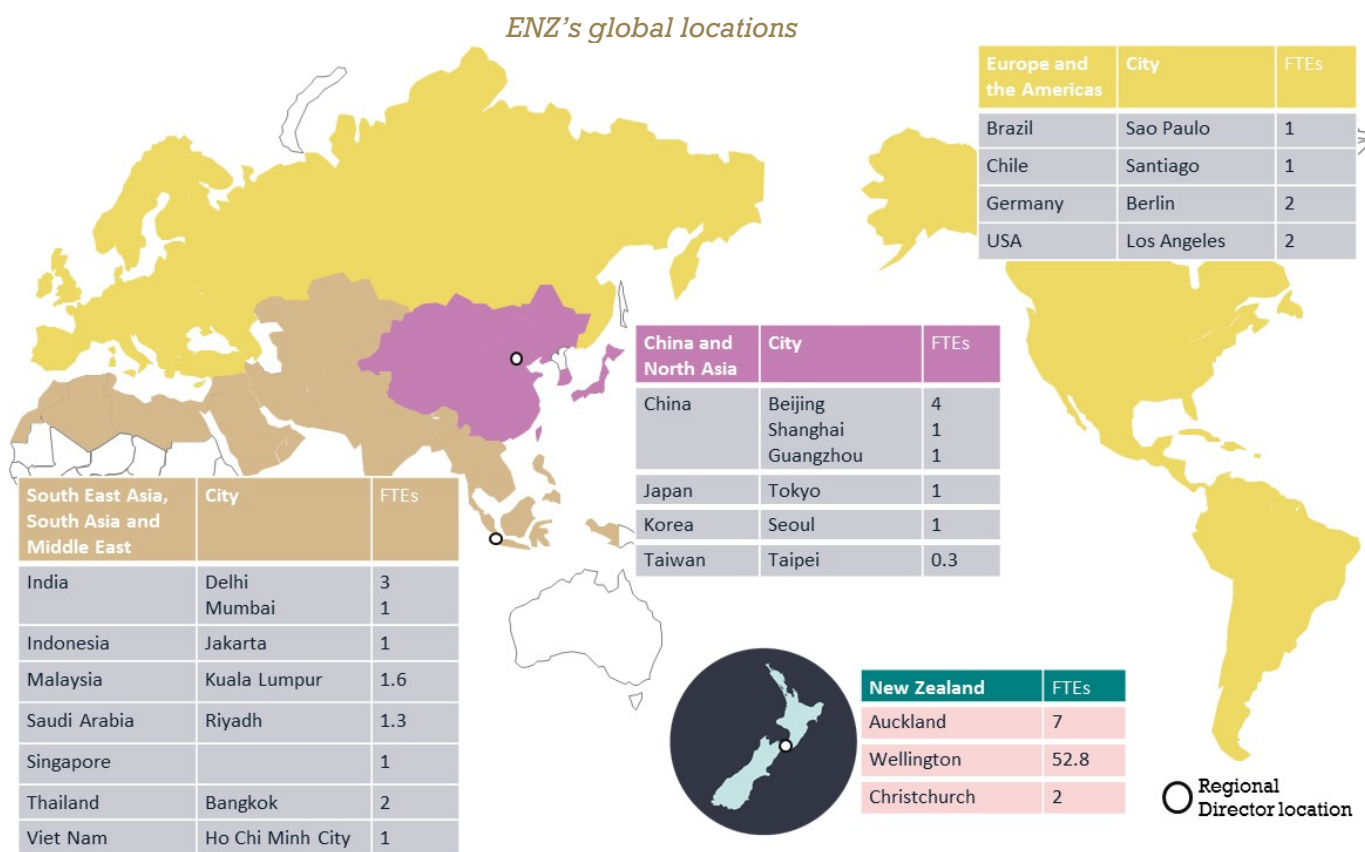 ENZ's global locations
Europe and the Americas City FTEs
Brazil Sao Paulo 1
Chile Santiago 1
Germany Berlin 2
USA Los Angeles 2
China and North Asia City FTEs
China Beijing 4
Shanghai 1
Guangzhou 1
Japan Tokyo 1
Korea Seoul 1
Taiwan Taipei 0.3
South East Asia, South Asia and Middle East City FTEs
India Delhi 3
Mumbai 1
Indonesia Jakarta 1
Malaysia Kuala Lumpur 1.6
Saudi Arabia Riyadh 1.3
Singapore 1
Thailand Bangkok 2
Viet Nam Ho Chi Minh City 1
New Zealand FTEs
Auckland 7
Wellington 52.8
Christchurch 2
Regional
Director location